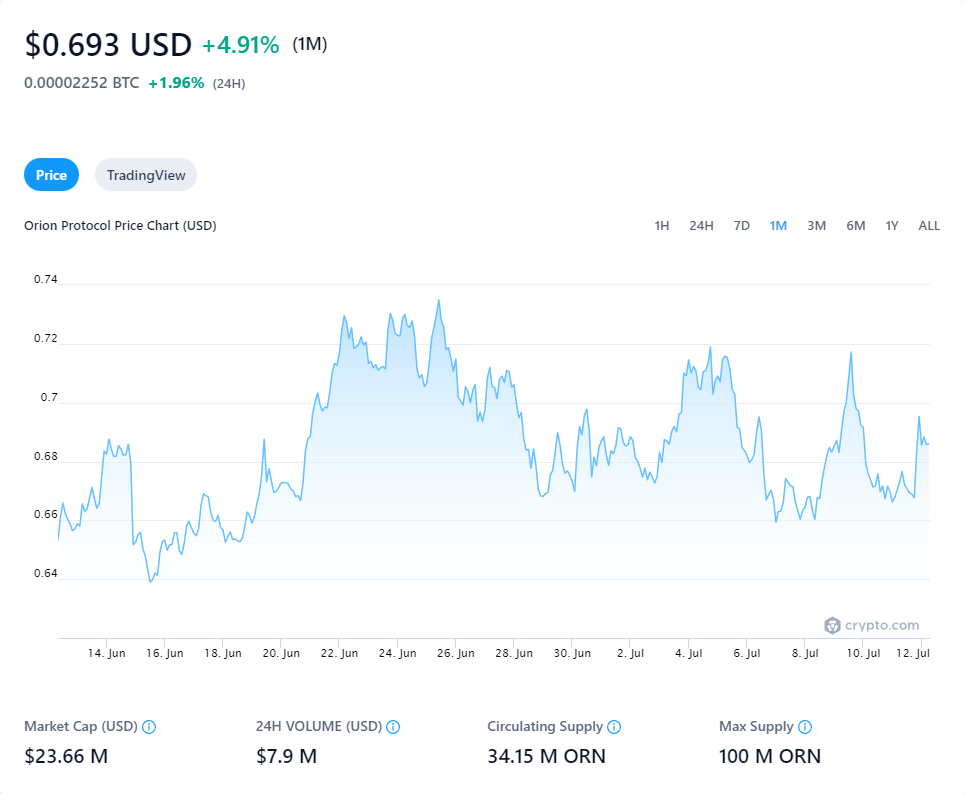 $0.693 USD +4.91% (1M)
0.00002252 BTC +1.96% (24H)
Price TradingView
Orion Protocol Price Chart (USD) 1H 24H 7D 1M 3M 6M 1Y ALL
0.74
0.72
0.7
0.68
0.66
0.64
crypto.com
14. Jun 16. Jun 18. Jun 20. Jun 22. Jun 24. Jun 26. Jun 28. Jun 30. Jun 2. Jul 4. Jul 6. Jul 8. Jul 10. Jul 12. Jul
Market Cap (USD) 24H VOLUME (USD) Circulating Supply Max Supply
$23.66 M $7.9 M 34.15 M ORN 100 M ORN